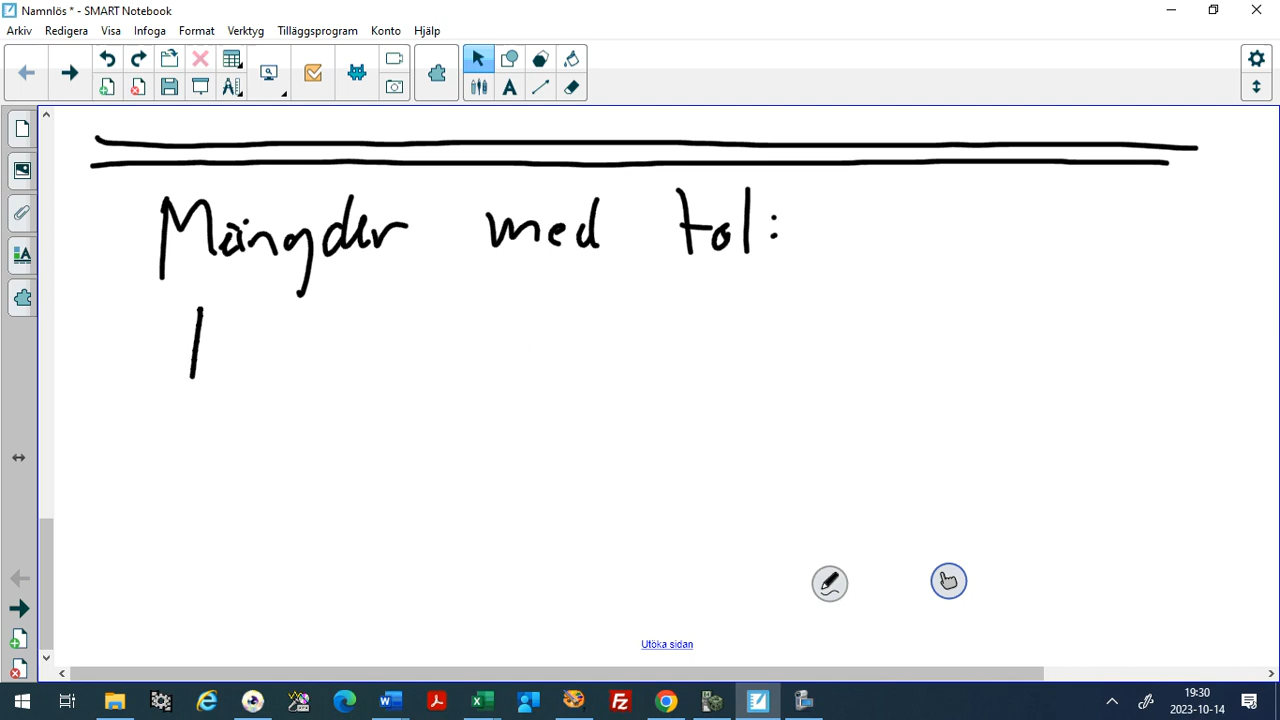 Namnlös * - SMART Notebook
Arkiv Redigera Visa Infoga Format Verktyg Tilläggsprogram Konto Hjälp
Mängder med tal:
Utöka sidan
19:30
2023-10-14